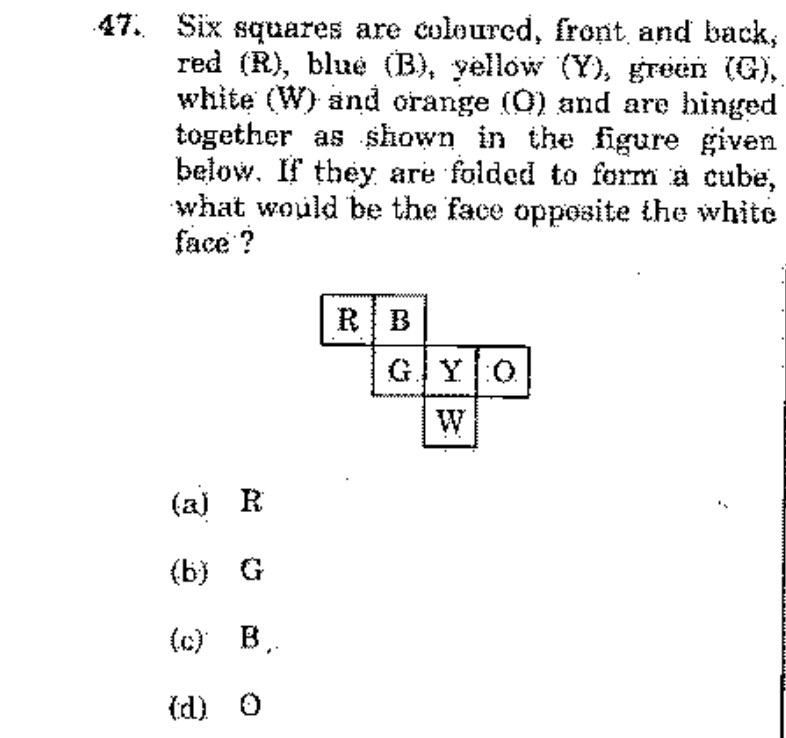 47. Six squares are coloured, front and back,
red (R), blue (B), yellow (Y), green (G),
white (W) and orange (O) and are hinged
together as shown in the figure given
below. If they are folded to form a cube,
what would be the face opposite the white
face ?
R B
G Y O
W
(a) R
(b) G
(c) B
(d) O